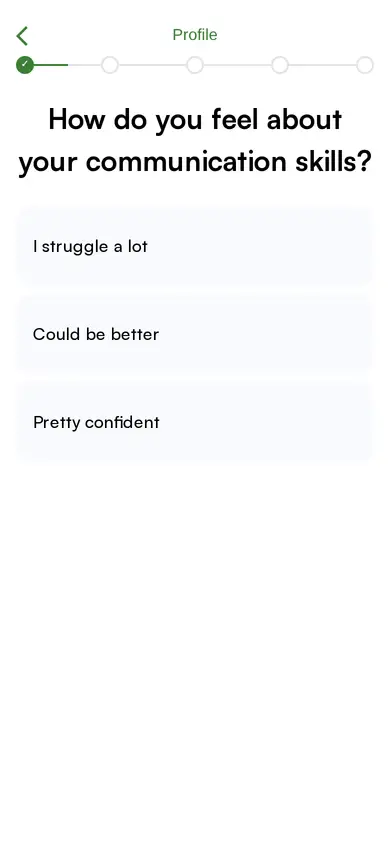 Profile
How do you feel about
your communication skills?
I struggle a lot
Could be better
Pretty confident